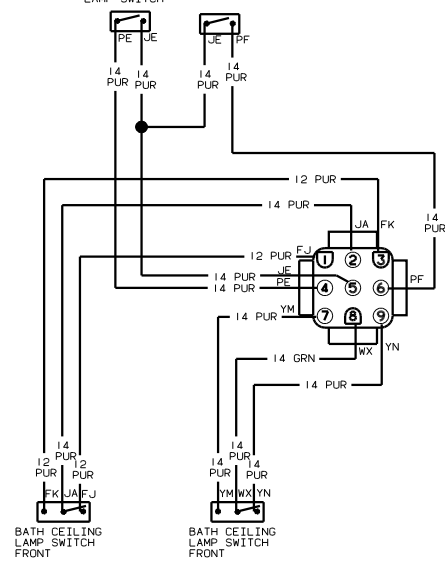 LAMP SWITCH
PE JE
JE PF
14 PUR
14 PUR
14 PUR
14 PUR
12 PUR
14 PUR
JA FK
14 PUR
12 PUR FJ
1 2 3
14 PUR JE
PE
PF
14 PUR
4 5 6
YM
14 PUR
7 8 9
WX YN
14 GRN
14 PUR
12 PUR
14 PUR
12 PUR
14 PUR
14 PUR
14 PUR
FK JA FJ
YM WX YN
BATH CEILING
LAMP SWITCH
FRONT
BATH CEILING
LAMP SWITCH
FRONT